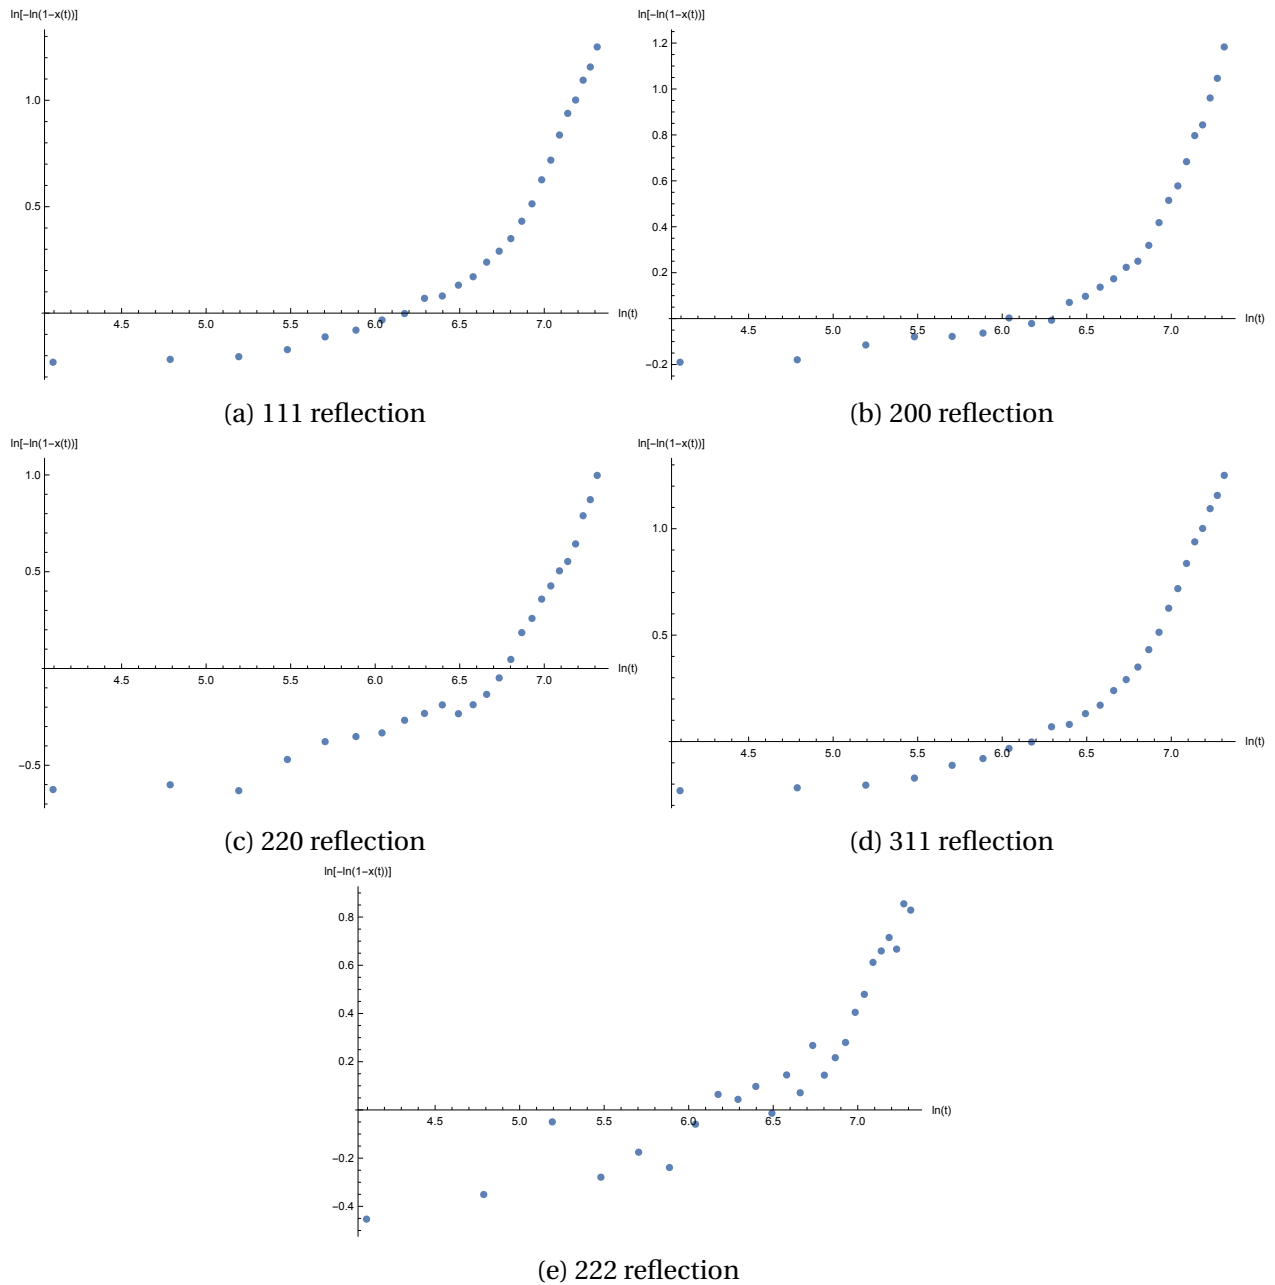 ln[−ln(1−x(t))]
1.0
0.5
4.5 5.0 5.5 6.0 6.5 7.0
ln(t)
(a) 111 reflection
ln[−ln(1−x(t))]
1.2
1.0
0.8
0.6
0.4
0.2
−0.2
4.5 5.0 5.5 6.0 6.5 7.0
ln(t)
(b) 200 reflection
ln[−ln(1−x(t))]
1.0
0.5
−0.5
4.5 5.0 5.5 6.0 6.5 7.0
ln(t)
(c) 220 reflection
ln[−ln(1−x(t))]
1.0
0.5
4.5 5.0 5.5 6.0 6.5 7.0
ln(t)
(d) 311 reflection
ln[−ln(1−x(t))]
0.8
0.6
0.4
0.2
−0.2
−0.4
4.5 5.0 5.5 6.0 6.5 7.0
ln(t)
(e) 222 reflection